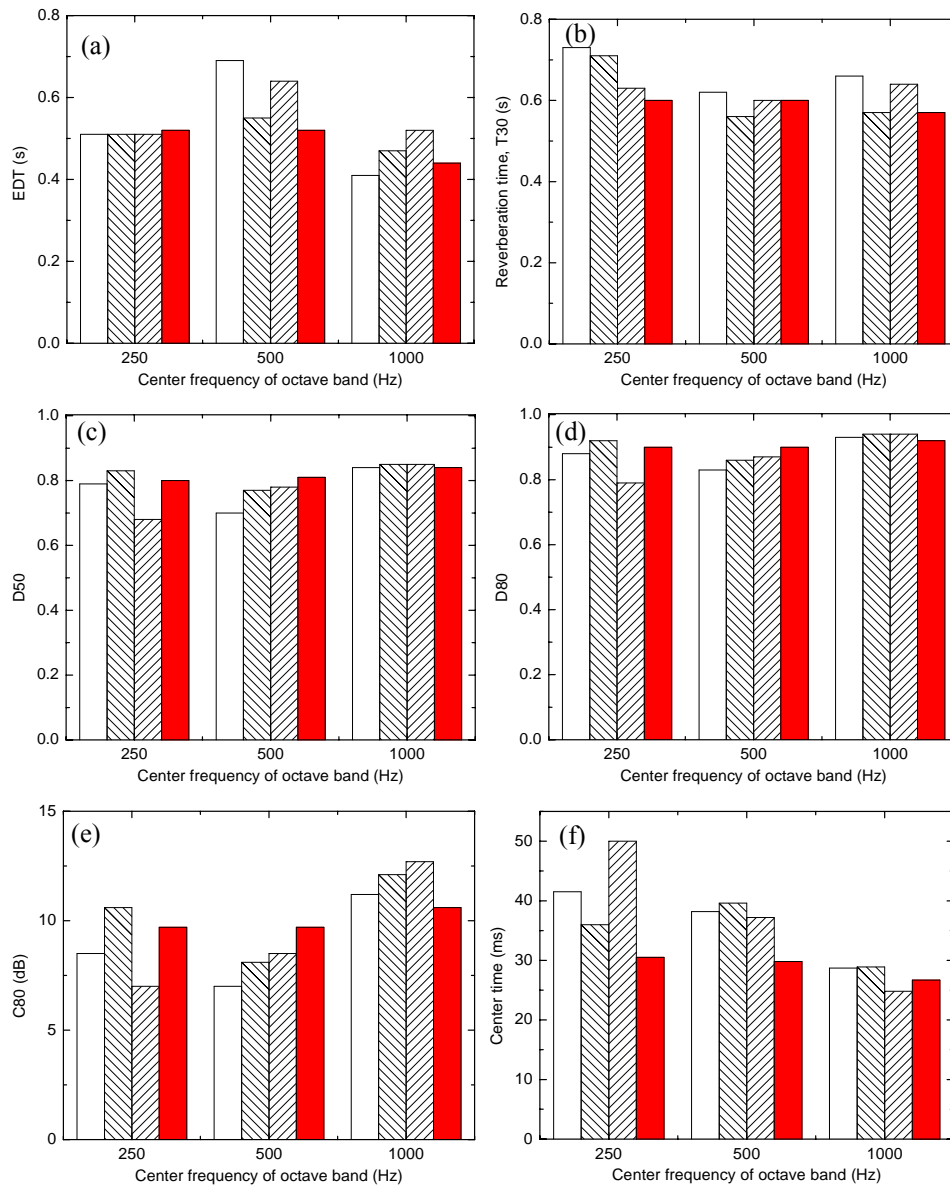 (a)
0.8
0.6
0.4
0.2
0.0
EDT (s)
250 500 1000
Center frequency of octave band (Hz)
(b)
0.8
0.6
0.4
0.2
0.0
Reverberation time, T30 (s)
250 500 1000
Center frequency of octave band (Hz)
(c)
1.0
0.8
0.6
0.4
0.2
0.0
D50
250 500 1000
Center frequency of octave band (Hz)
(d)
1.0
0.8
0.6
0.4
0.2
0.0
D80
250 500 1000
Center frequency of octave band (Hz)
(e)
15
10
5
0
C80 (dB)
250 500 1000
Center frequency of octave band (Hz)
(f)
50
40
30
20
10
0
Center time (ms)
250 500 1000
Center frequency of octave band (Hz)